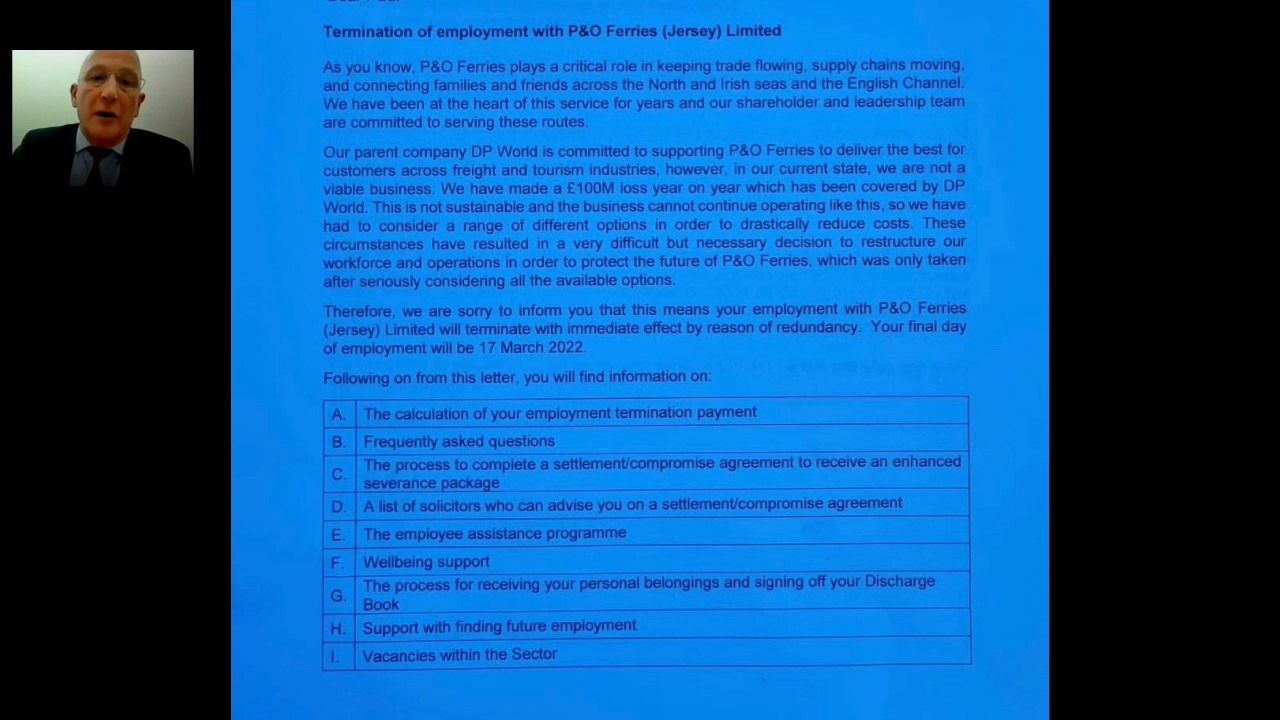 Termination of employment with P&O Ferries (Jersey) Limited
As you know, P&O Ferries plays a critical role in keeping trade flowing, supply chains moving,
and connecting families and friends across the North and Irish seas and the English Channel.
We have been at the heart of this service for years and our shareholder and leadership team
are committed to serving these routes.
Our parent company DP World is committed to supporting P&O Ferries to deliver the best for
customers across freight and tourism industries, however, in our current state, we are not a
viable business. We have made a £100M loss year on year which has been covered by DP
World. This is not sustainable and the business cannot continue operating like this, so we have
had to consider a range of different options in order to drastically reduce costs. These
circumstances have resulted in a very difficult but necessary decision to restructure our
workforce and operations in order to protect the future of P&O Ferries, which was only taken
after seriously considering all the available options.
Therefore, we are sorry to inform you that this means your employment with P&O Ferries
(Jersey) Limited will terminate with immediate effect by reason of redundancy. Your final day
of employment will be 17 March 2022.
Following on from this letter, you will find information on:
A. The calculation of your employment termination payment
B. Frequently asked questions
C. The process to complete a settlement/compromise agreement to receive an enhanced
severance package
D. A list of solicitors who can advise you on a settlement/compromise agreement
E. The employee assistance programme
F. Wellbeing support
G. The process for receiving your personal belongings and signing off your Discharge
Book
H. Support with finding future employment
I. Vacancies within the Sector